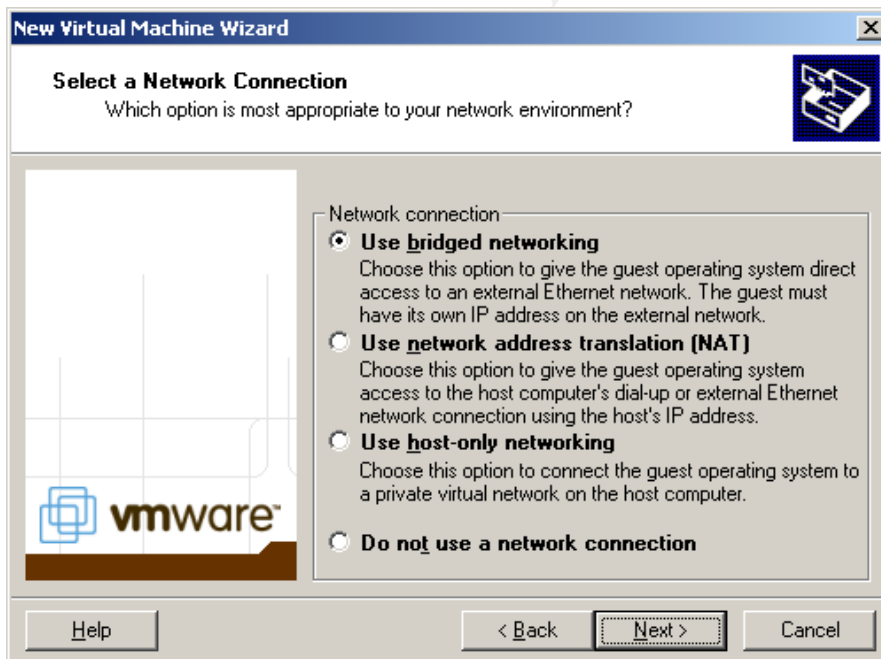 New Virtual Machine Wizard
Select a Network Connection
Which option is most appropriate to your network environment?
Network connection
Use bridged networking
Choose this option to give the guest operating system direct
access to an external Ethernet network. The guest must
have its own IP address on the external network.
Use network address translation (NAT)
Choose this option to give the guest operating system
access to the host computer's dial-up or external Ethernet
network connection using the host's IP address.
Use host-only networking
Choose this option to connect the guest operating system to
a private virtual network on the host computer.
Do not use a network connection
vmware™
Help
< Back
Next >
Cancel